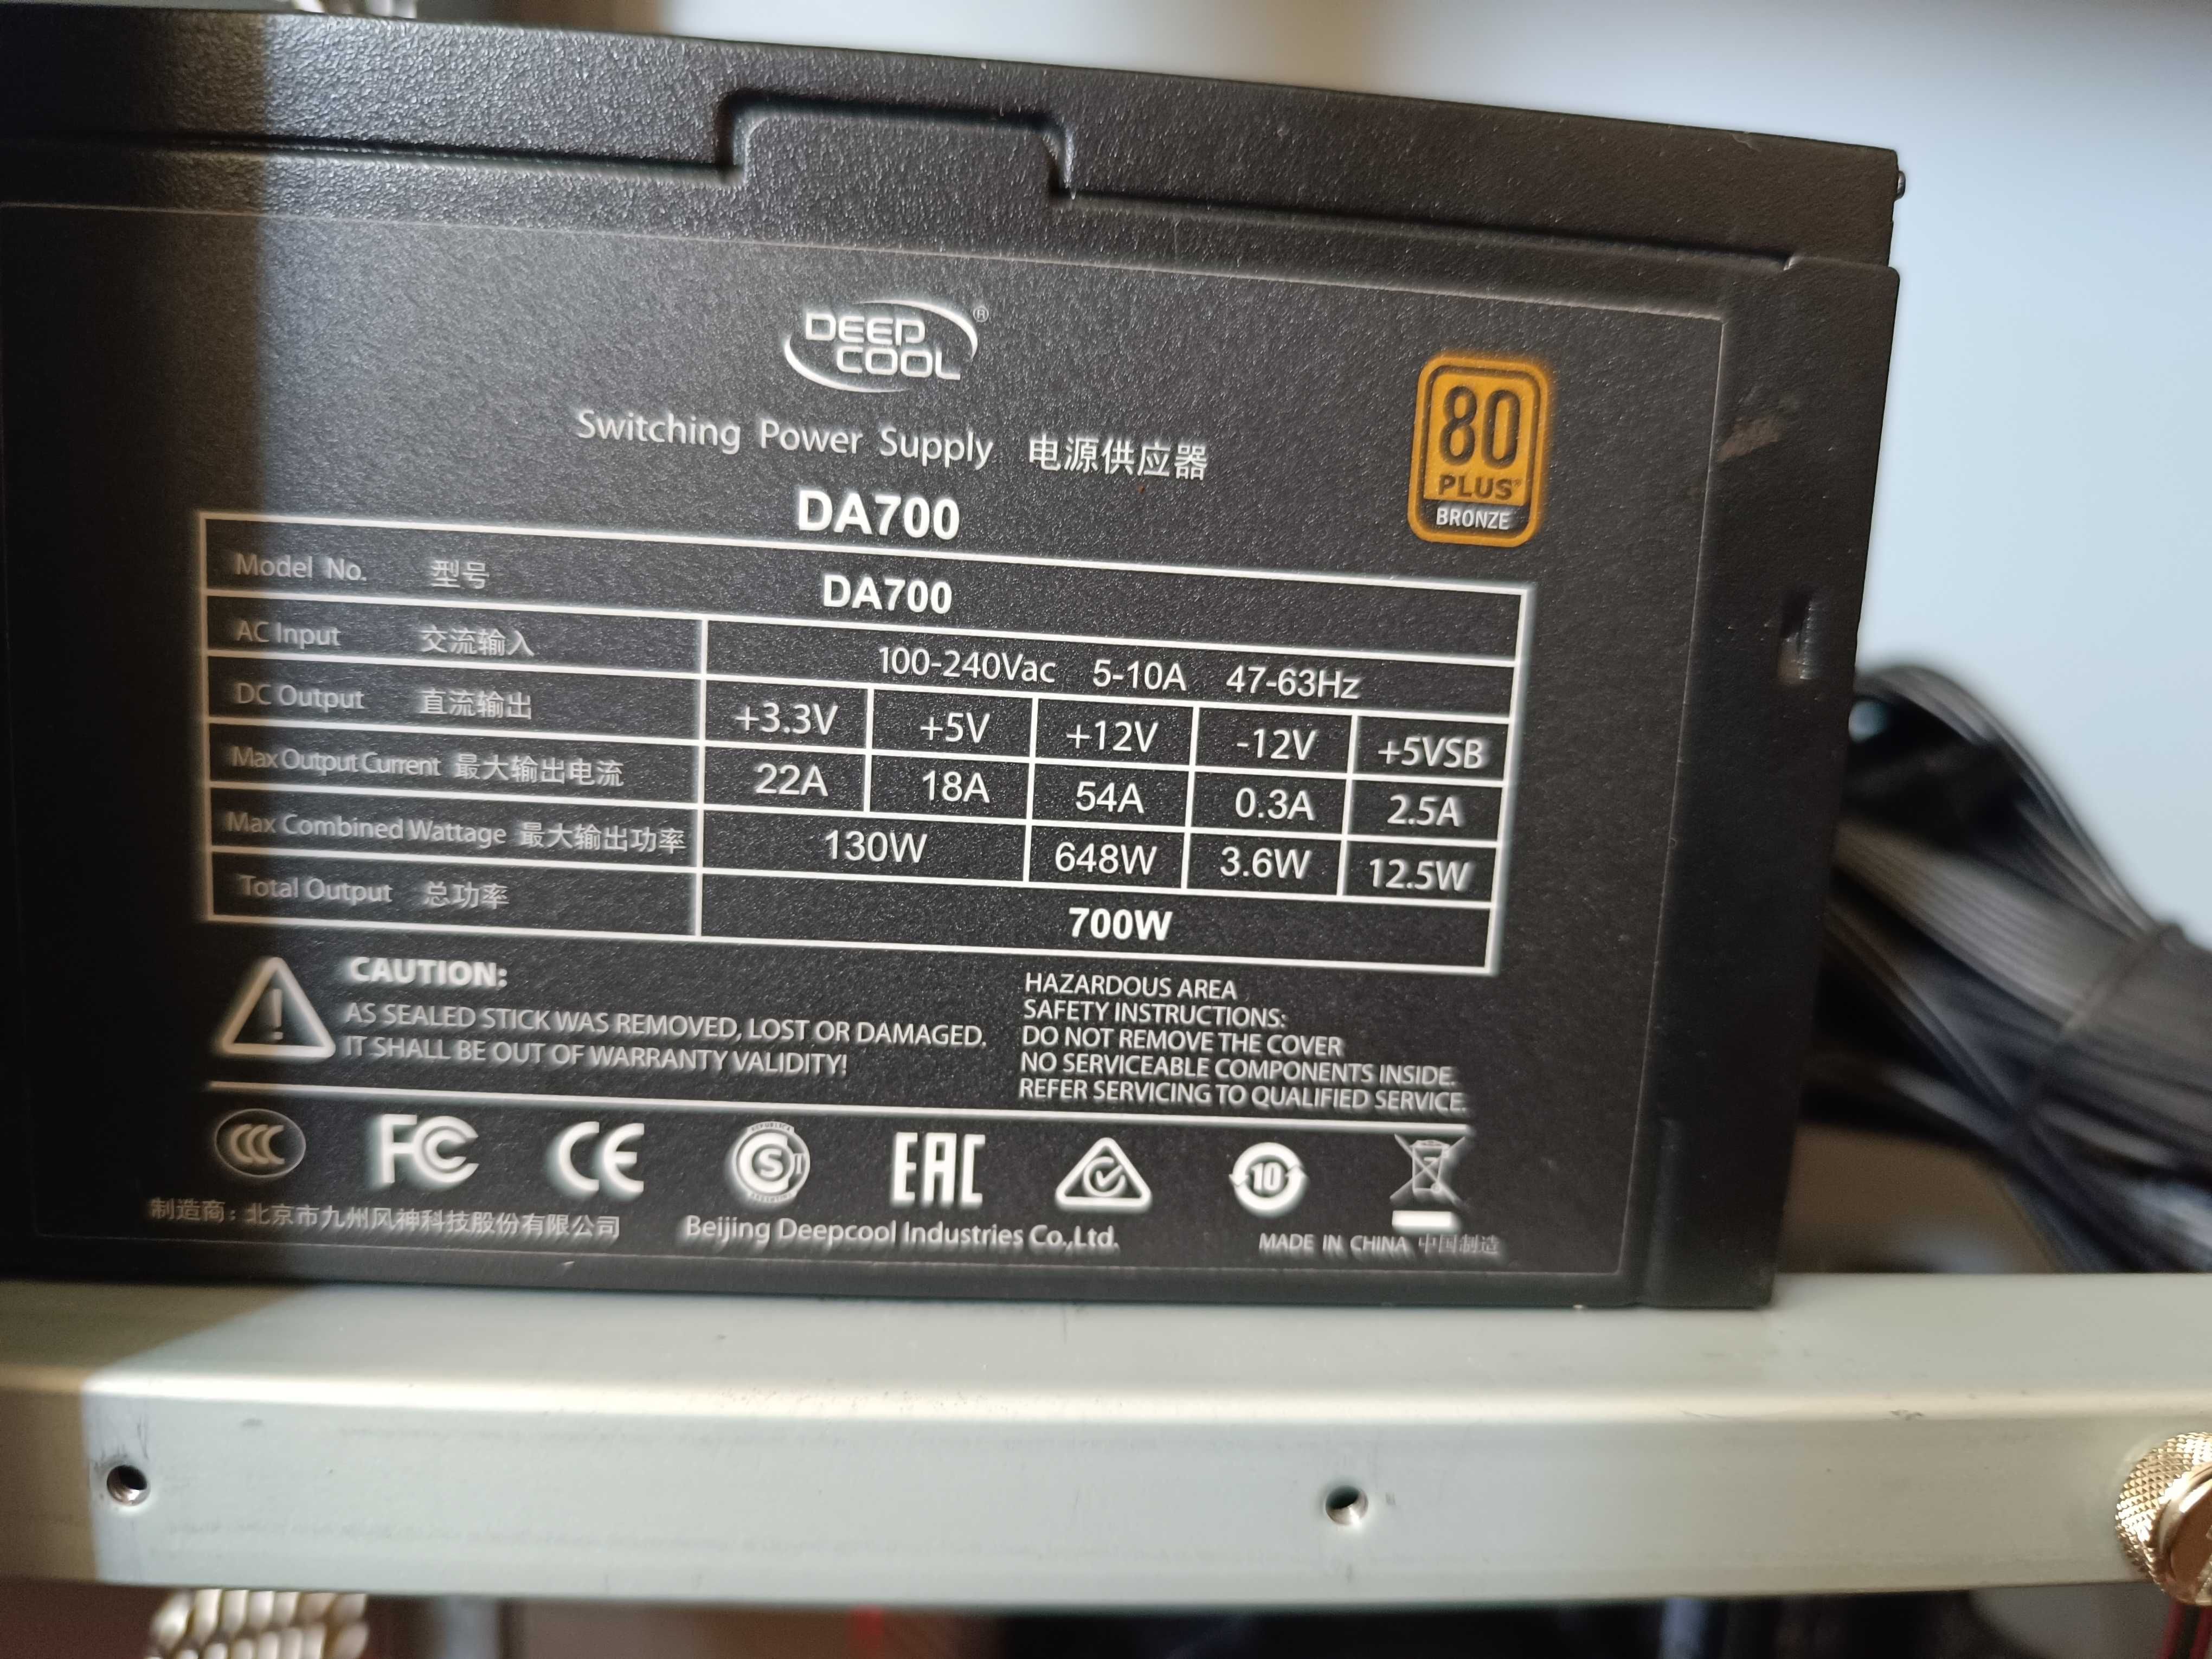 DEEP
COOL®
Switching Power Supply 电源供应器
80
PLUS®
BRONZE
DA700
Model No. 型号 DA700
AC Input 交流输入 100-240Vac 5-10A 47-63Hz
DC Output 直流输出 +3.3V +5V +12V -12V +5VSB
Max Output Current 最大输出电流 22A 18A 54A 0.3A 2.5A
Max Combined Wattage 最大输出功率 130W 648W 3.6W 12.5W
Total Output 总功率 700W
CAUTION:
AS SEALED STICK WAS REMOVED, LOST OR DAMAGED.
IT SHALL BE OUT OF WARRANTY VALIDITY!
HAZARDOUS AREA
SAFETY INSTRUCTIONS:
DO NOT REMOVE THE COVER
NO SERVICEABLE COMPONENTS INSIDE.
REFER SERVICING TO QUALIFIED SERVICE.
CCC FC CE S EAC 10
制造商：北京市九州风神科技股份有限公司 Beijing Deepcool Industries Co.,Ltd. MADE IN CHINA 中国制造